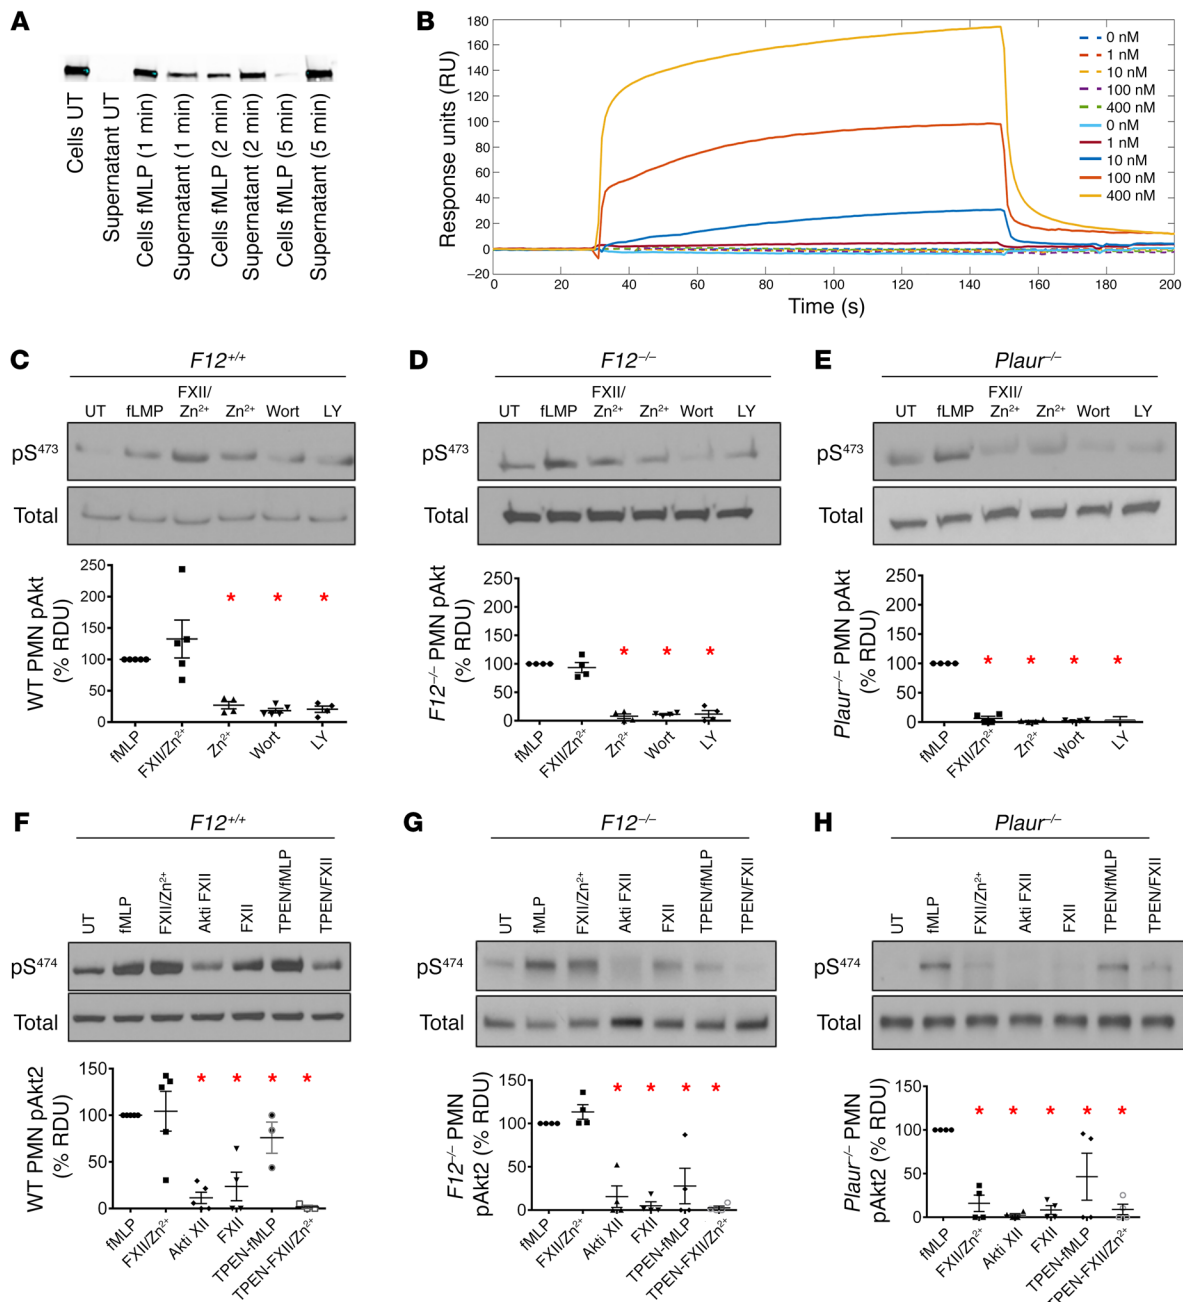 A
Cells UT
Supernatant UT
Cells fMLP (1 min)
Supernatant (1 min)
Cells fMLP (2 min)
Supernatant (2 min)
Cells fMLP (5 min)
Supernatant (5 min)
B
Response units (RU)
180
160
140
120
100
80
60
40
20
0
–20
0 20 40 60 80 100 120 140 160 180 200
Time (s)
0 nM
1 nM
10 nM
100 nM
400 nM
0 nM
1 nM
10 nM
100 nM
400 nM
C
F12+/+
UT fLMP FXII/Zn2+ Zn2+ Wort LY
pS473
Total
WT PMN pAkt
(% RDU)
250
200
150
100
50
0
* * *
fMLP FXII/Zn2+ Zn2+ Wort LY
D
F12–/–
UT fLMP FXII/Zn2+ Zn2+ Wort LY
pS473
Total
F12–/– PMN pAkt
(% RDU)
250
200
150
100
50
0
* * *
fMLP FXII/Zn2+ Zn2+ Wort LY
E
Plaur–/–
UT fLMP FXII/Zn2+ Zn2+ Wort LY
pS473
Total
Plaur–/– PMN pAkt
(% RDU)
250
200
150
100
50
0
* * * *
fMLP FXII/Zn2+ Zn2+ Wort LY
F
F12+/+
UT fMLP FXII/Zn2+ Akti FXII FXII TPEN/fMLP TPEN/FXII
pS474
Total
WT PMN pAkt2
(% RDU)
150
100
50
0
* * * *
fMLP FXII/Zn2+ Akti XII FXII TPEN-fMLP TPEN-FXII/Zn2+
G
F12–/–
UT fMLP FXII/Zn2+ Akti FXII FXII TPEN/fMLP TPEN/FXII
pS474
Total
F12–/– PMN
pAkt2 (% RDU)
150
100
50
0
* * * *
fMLP FXII/Zn2+ Akti XII FXII TPEN-fMLP TPEN-FXII/Zn2+
H
Plaur–/–
UT fMLP FXII/Zn2+ Akti FXII FXII TPEN/fMLP TPEN/FXII
pS474
Total
Plaur–/– PMN
pAkt2 (% RDU)
150
100
50
0
* * * * *
fMLP FXII/Zn2+ Akti XII FXII TPEN-fMLP TPEN-FXII/Zn2+